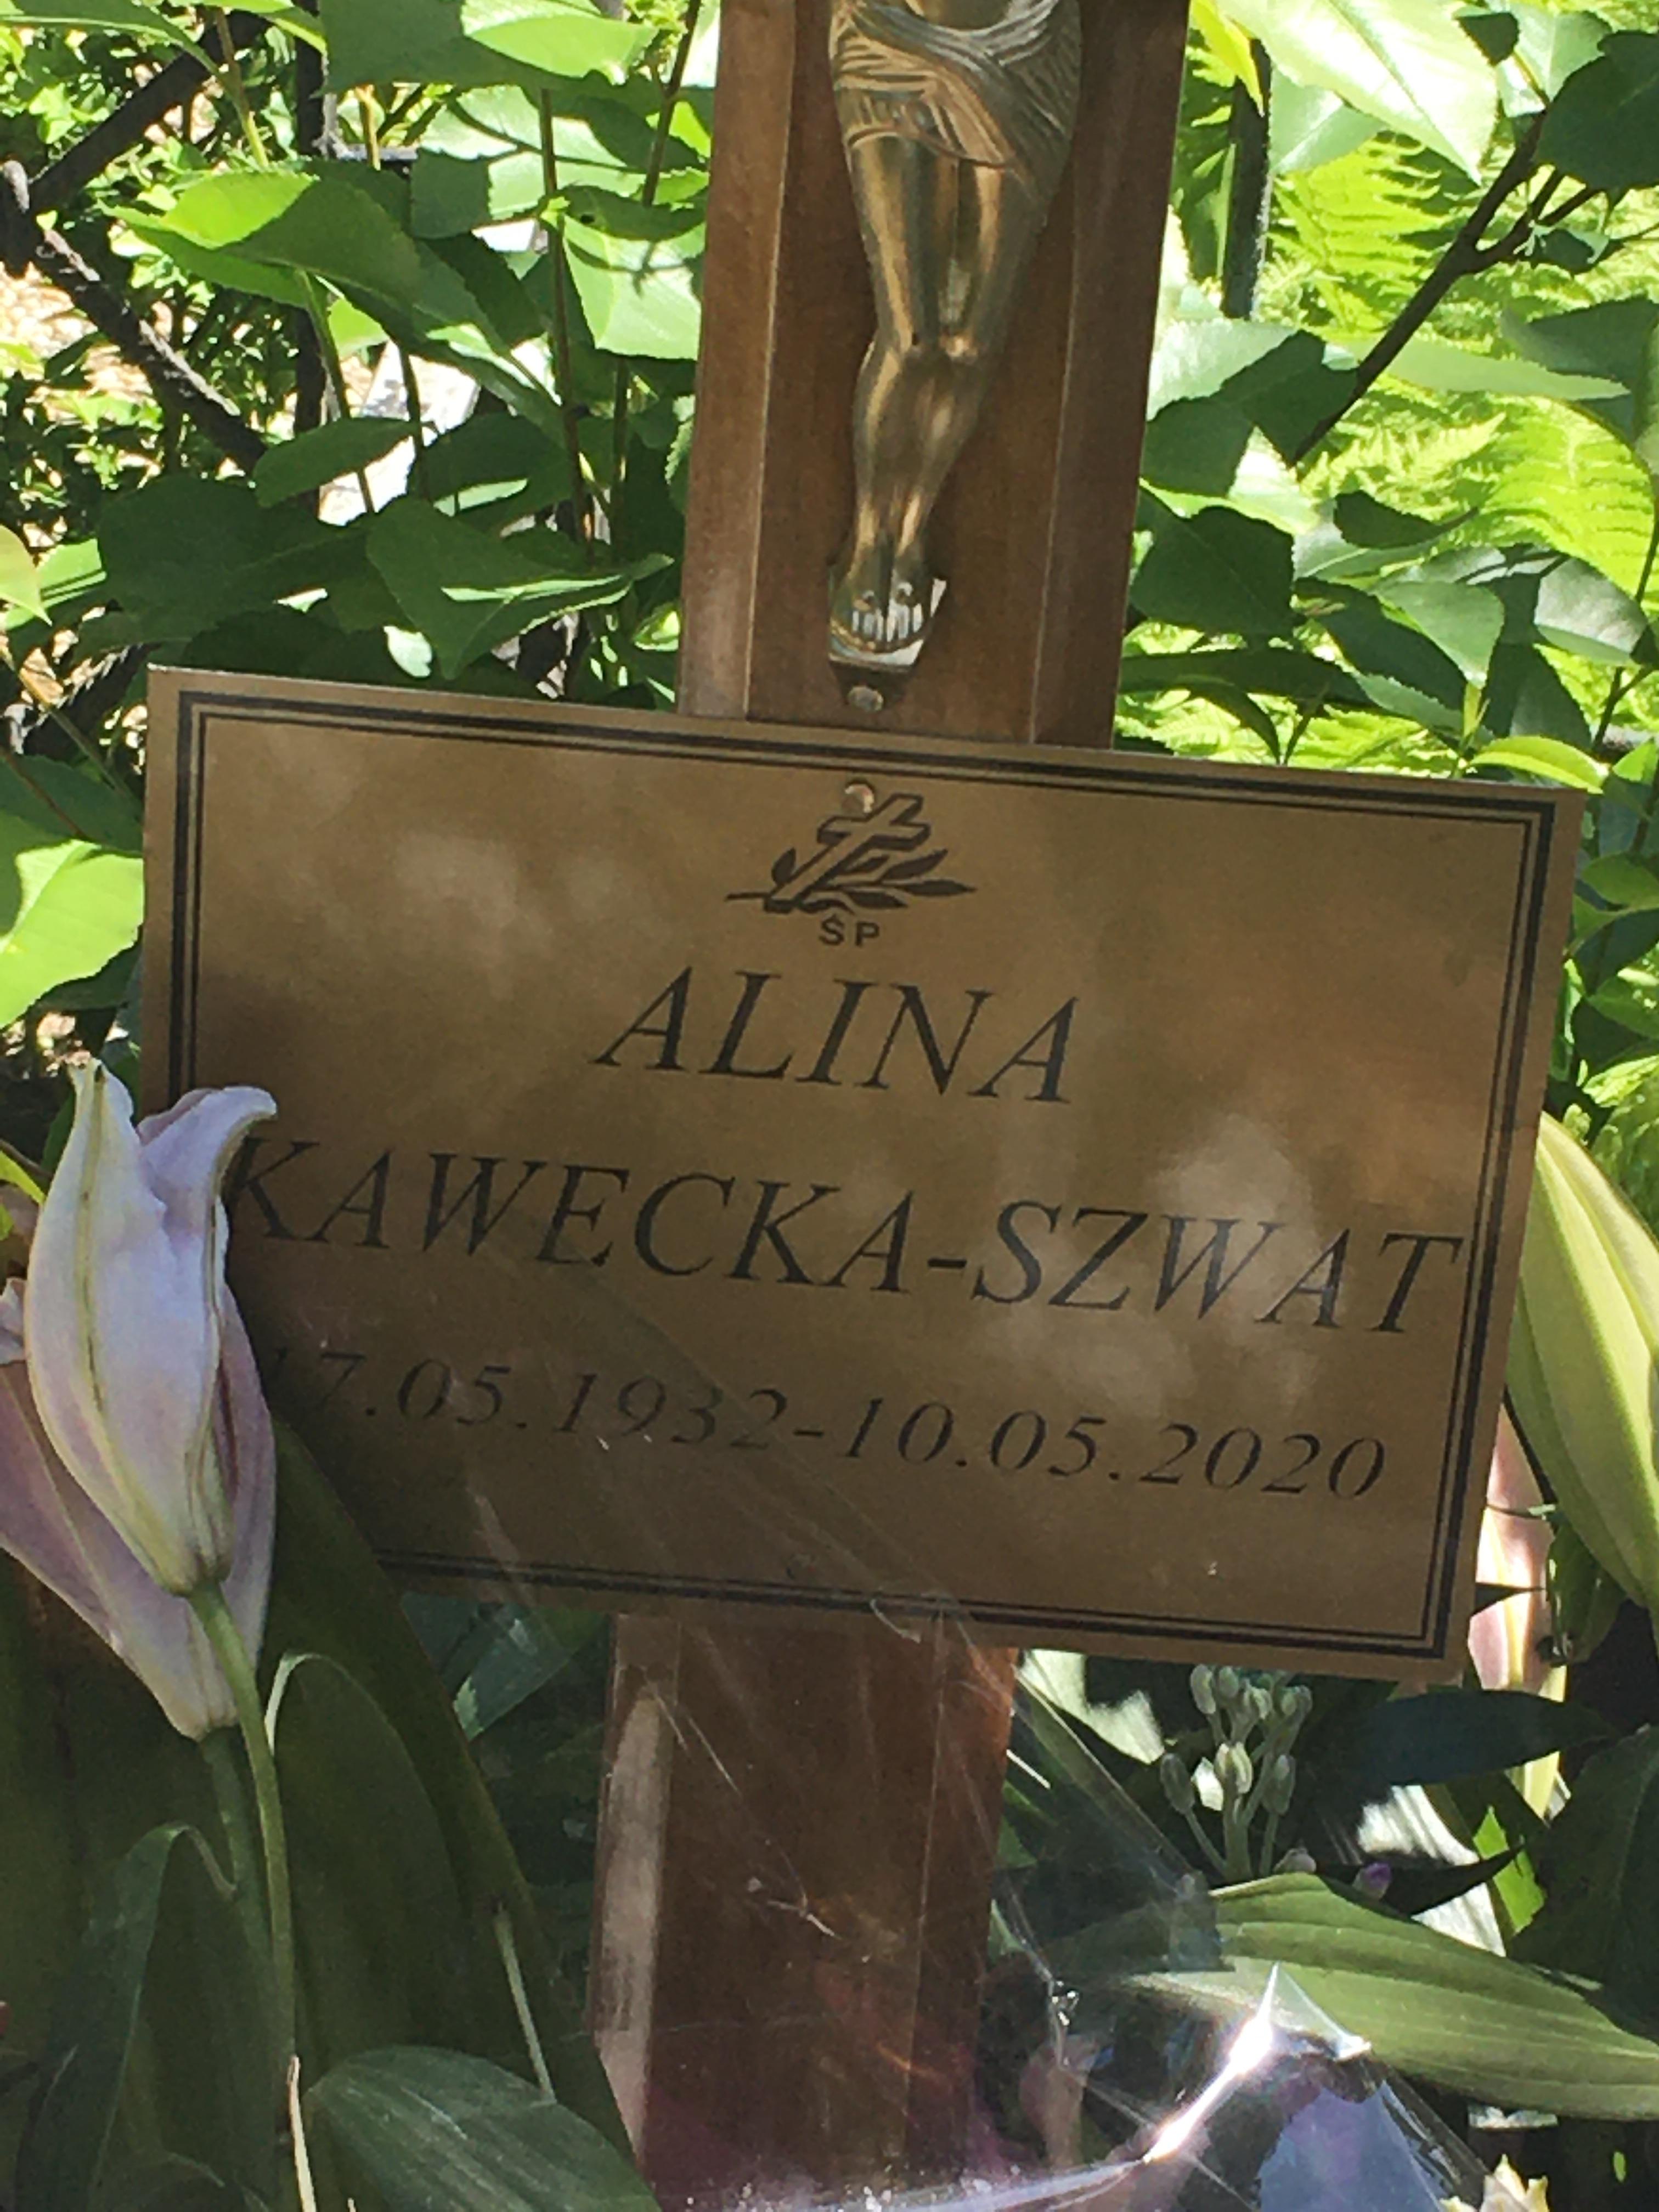 ŚP
ALINA
KAWECKA-SZWAT
17.05.1932-10.05.2020